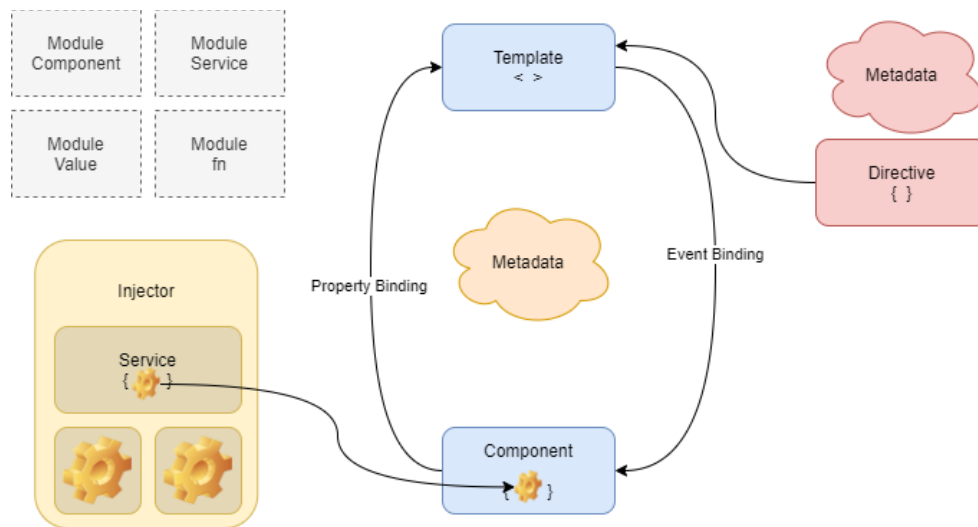 Module
Component
Module
Service
Module
Value
Module
fn
Template
< >
Metadata
Directive
{ }
Metadata
Property Binding
Event Binding
Injector
Service
{ }
Component
{ }